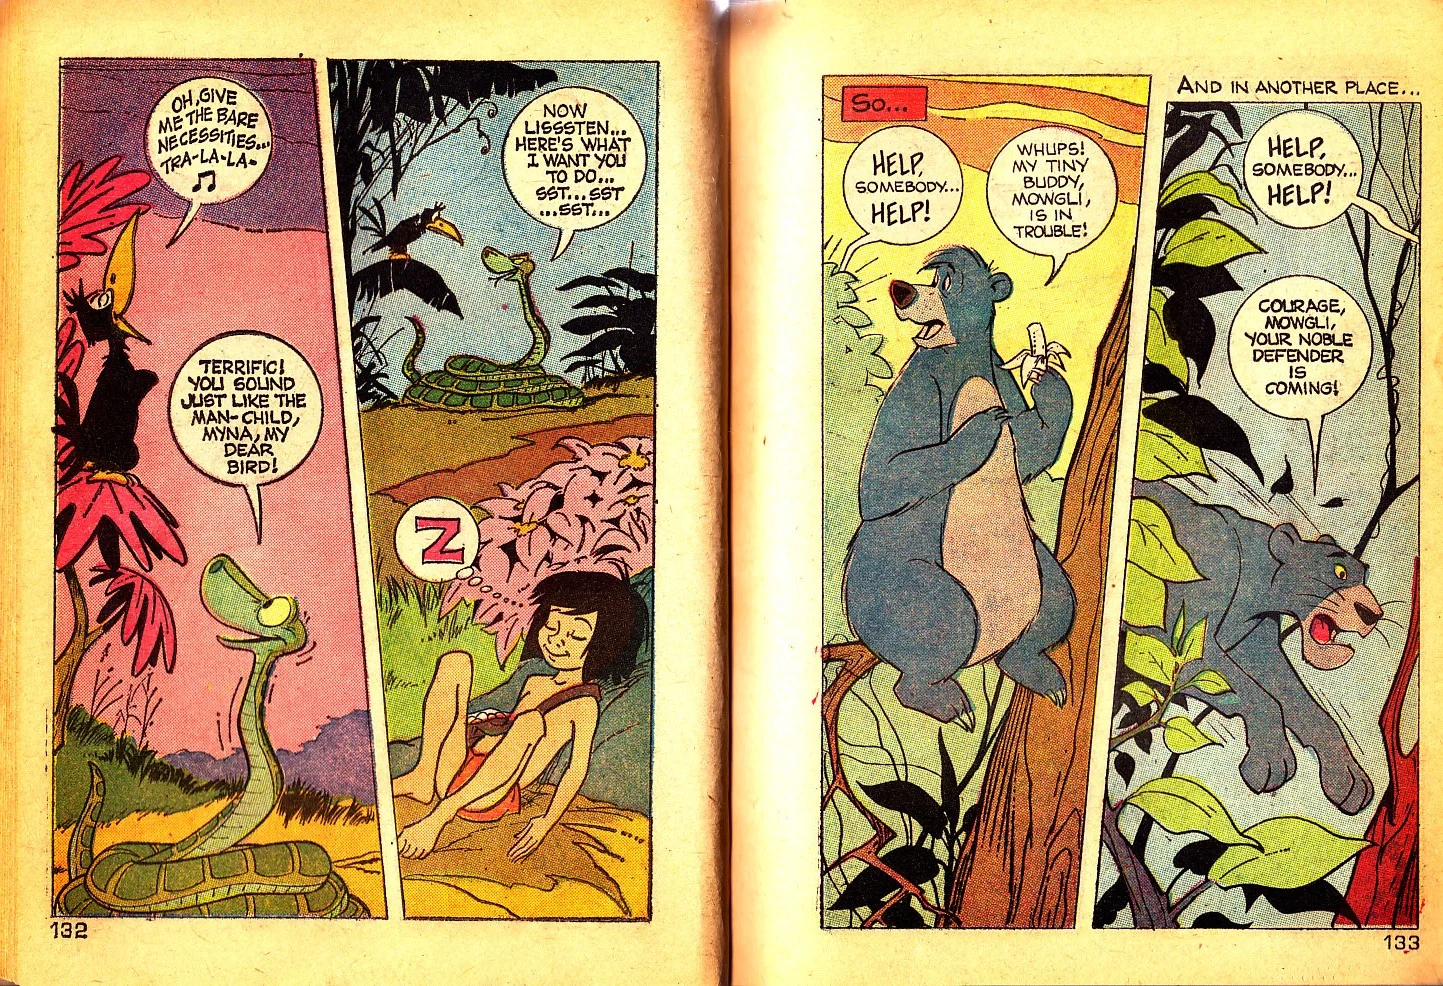 OH, GIVE
ME THE BARE
NECESSITIES...
TRA-LA-LA-
TERRIFIC!
YOU SOUND
JUST LIKE THE
MAN-CHILD,
MYNA, MY
DEAR
BIRD!
NOW
LISSSTEN...
HERE'S WHAT
I WANT YOU
TO DO...
SST...SST
...SST...
Z
132
SO...
HELP,
SOMEBODY...
HELP!
WHUPS!
MY TINY
BUDDY,
MOWGLI,
IS IN
TROUBLE!
AND IN ANOTHER PLACE...
HELP,
SOMEBODY...
HELP!
COURAGE,
MOWGLI,
YOUR NOBLE
DEFENDER
IS
COMING!
133